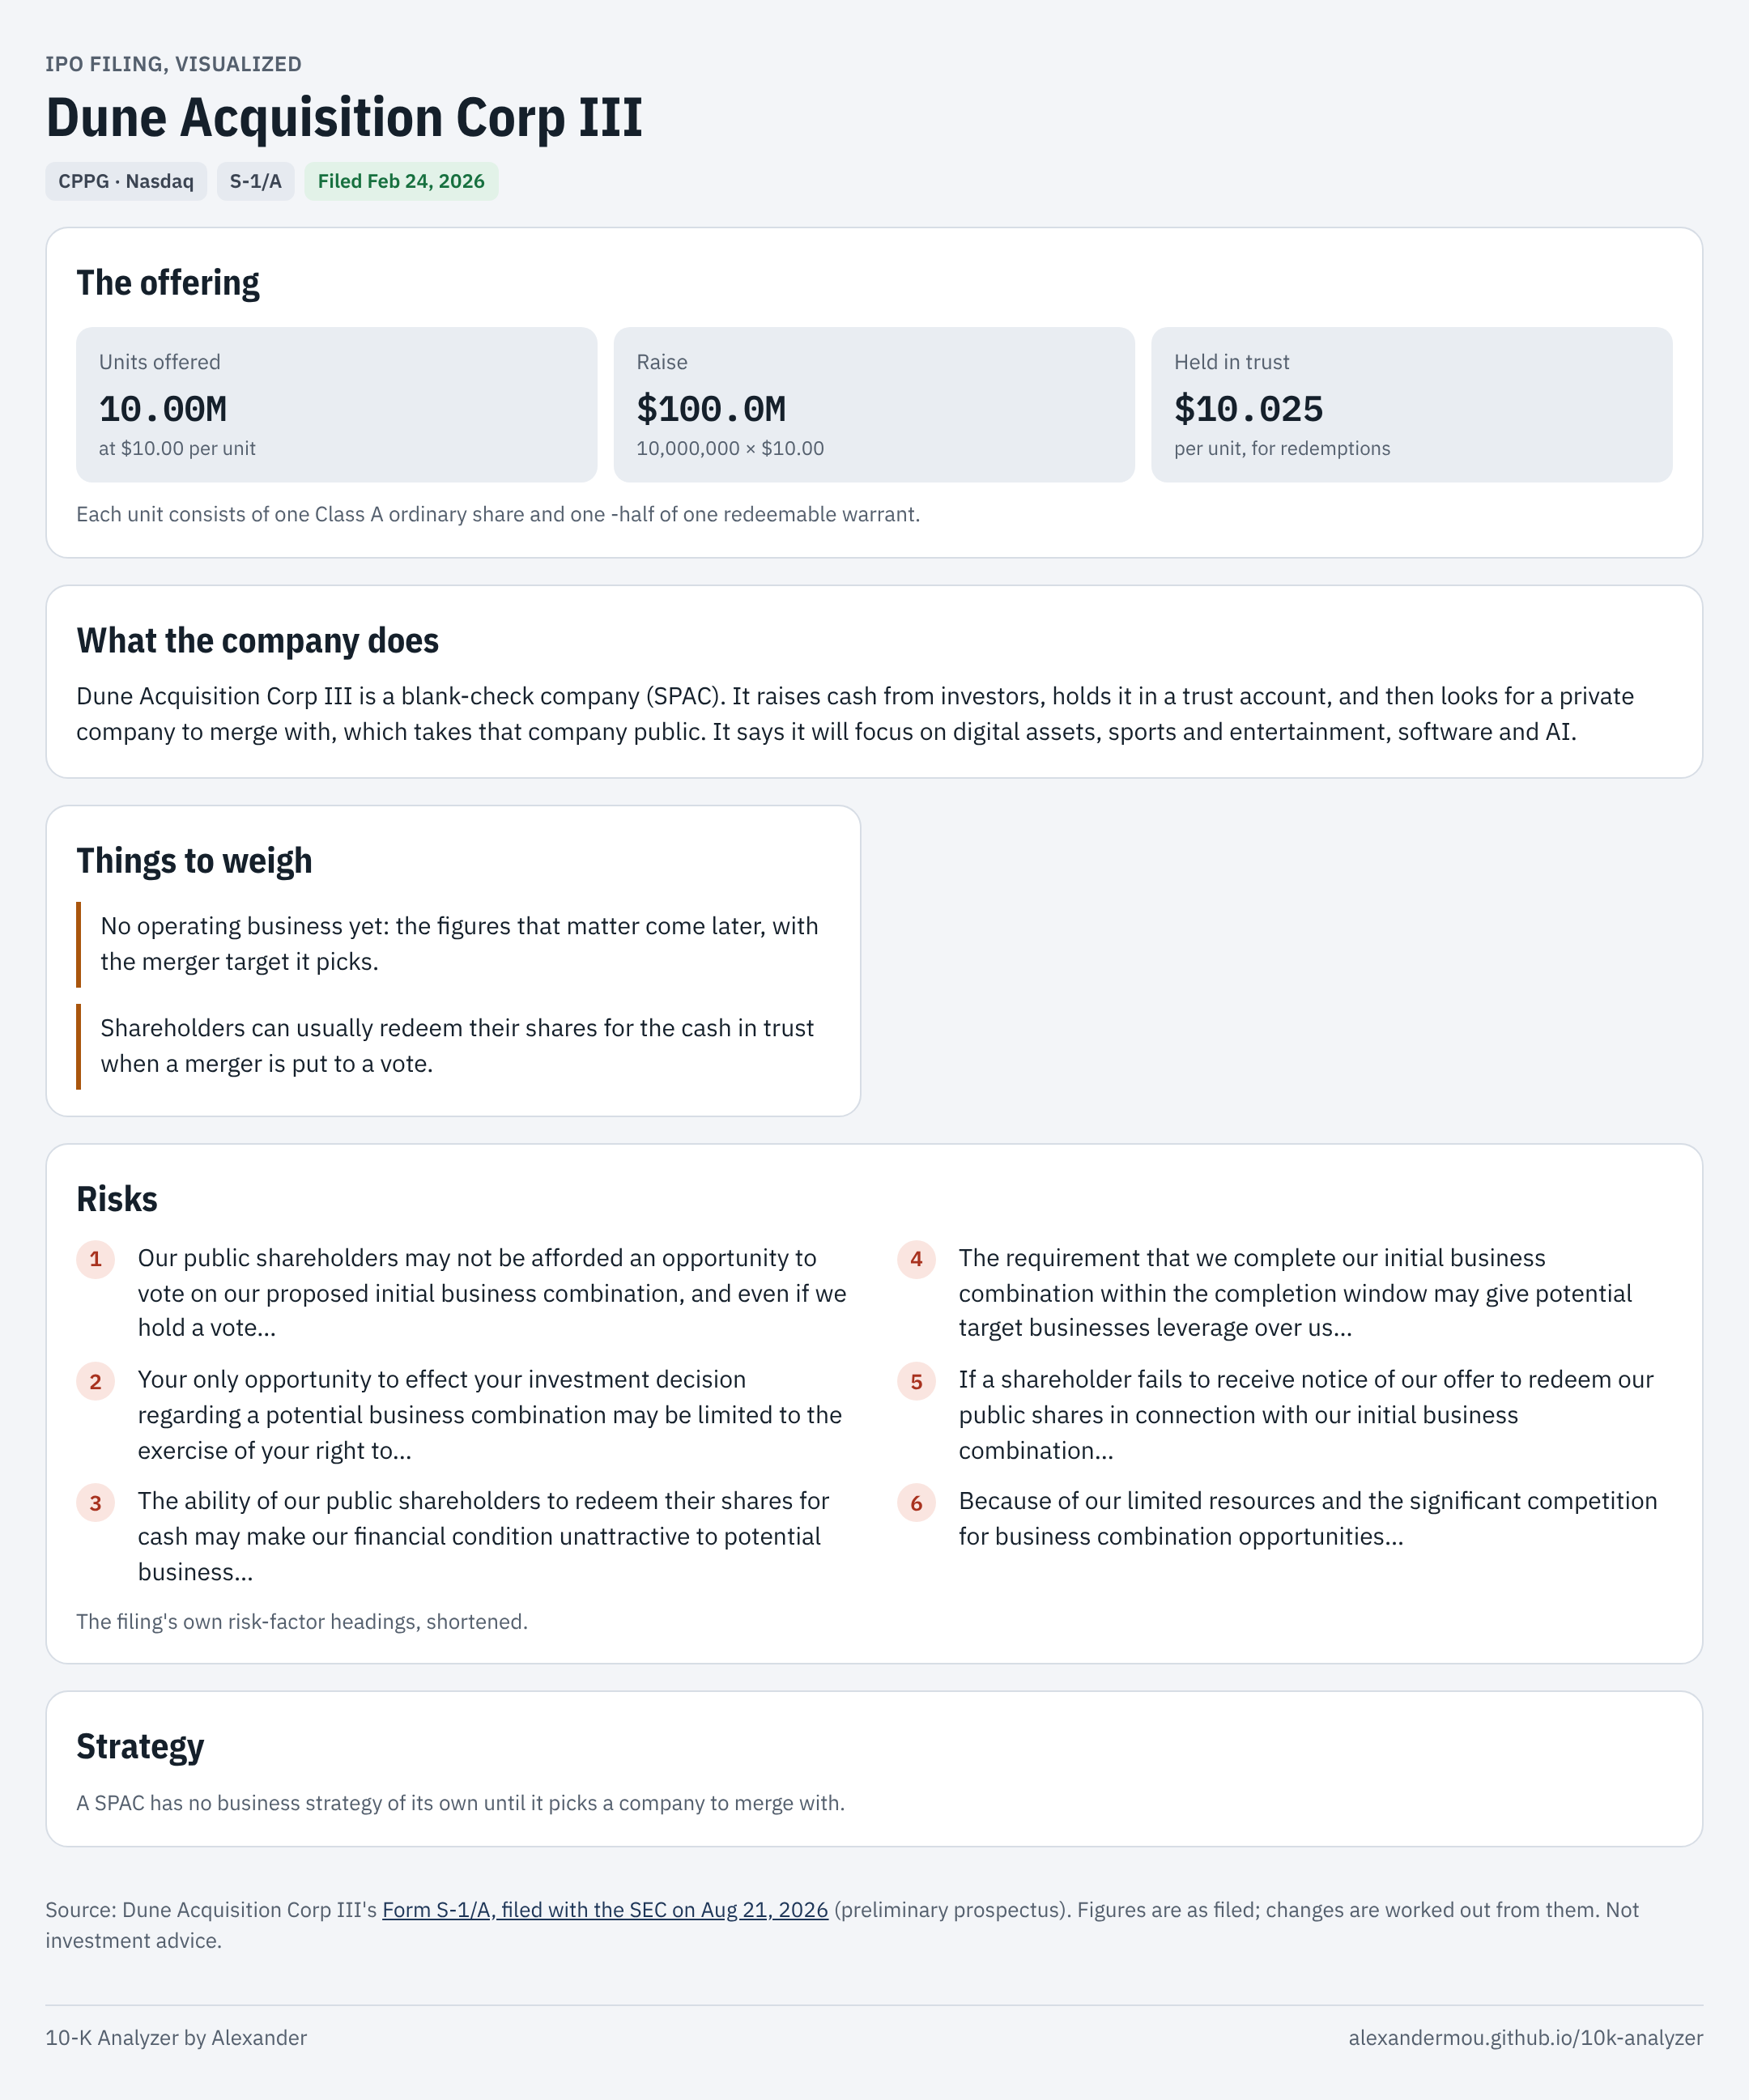 IPO FILING, VISUALIZED
Dune Acquisition Corp III
CPPG · Nasdaq S-1/A Filed Feb 24, 2026
The offering
Units offered
10.00M
at $10.00 per unit
Raise
$100.0M
10,000,000 × $10.00
Held in trust
$10.025
per unit, for redemptions
Each unit consists of one Class A ordinary share and one -half of one redeemable warrant.
What the company does
Dune Acquisition Corp III is a blank-check company (SPAC). It raises cash from investors, holds it in a trust account, and then looks for a private
company to merge with, which takes that company public. It says it will focus on digital assets, sports and entertainment, software and AI.
Things to weigh
No operating business yet: the figures that matter come later, with
the merger target it picks.
Shareholders can usually redeem their shares for the cash in trust
when a merger is put to a vote.
Risks
1 Our public shareholders may not be afforded an opportunity to
vote on our proposed initial business combination, and even if we
hold a vote...
2 Your only opportunity to effect your investment decision
regarding a potential business combination may be limited to the
exercise of your right to...
3 The ability of our public shareholders to redeem their shares for
cash may make our financial condition unattractive to potential
business...
4 The requirement that we complete our initial business
combination within the completion window may give potential
target businesses leverage over us...
5 If a shareholder fails to receive notice of our offer to redeem our
public shares in connection with our initial business
combination...
6 Because of our limited resources and the significant competition
for business combination opportunities...
The filing's own risk-factor headings, shortened.
Strategy
A SPAC has no business strategy of its own until it picks a company to merge with.
Source: Dune Acquisition Corp III's Form S-1/A, filed with the SEC on Aug 21, 2026 (preliminary prospectus). Figures are as filed; changes are worked out from them. Not
investment advice.
10-K Analyzer by Alexander
alexandermou.github.io/10k-analyzer